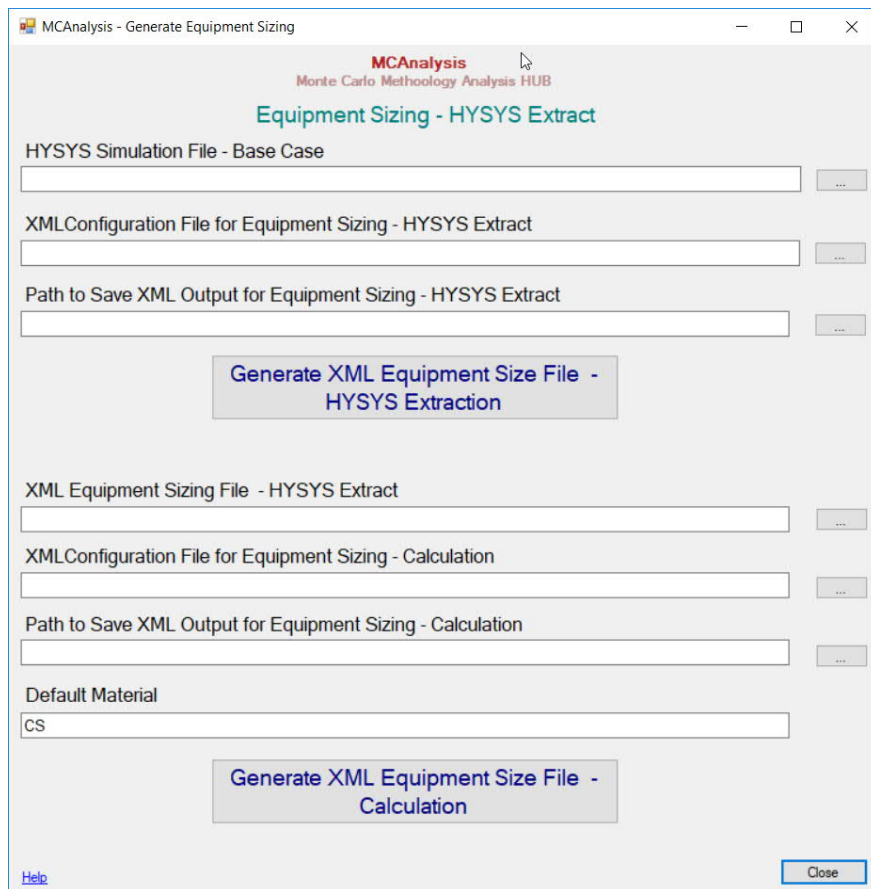 MCAnalysis - Generate Equipment Sizing
MCAnalysis
Monte Carlo Methoology Analysis HUB
Equipment Sizing - HYSYS Extract
HYSYS Simulation File - Base Case
...
XMLConfiguration File for Equipment Sizing - HYSYS Extract
...
Path to Save XML Output for Equipment Sizing - HYSYS Extract
...
Generate XML Equipment Size File -
HYSYS Extraction
XML Equipment Sizing File - HYSYS Extract
...
XMLConfiguration File for Equipment Sizing - Calculation
...
Path to Save XML Output for Equipment Sizing - Calculation
...
Default Material
CS
Generate XML Equipment Size File -
Calculation
Help
Close